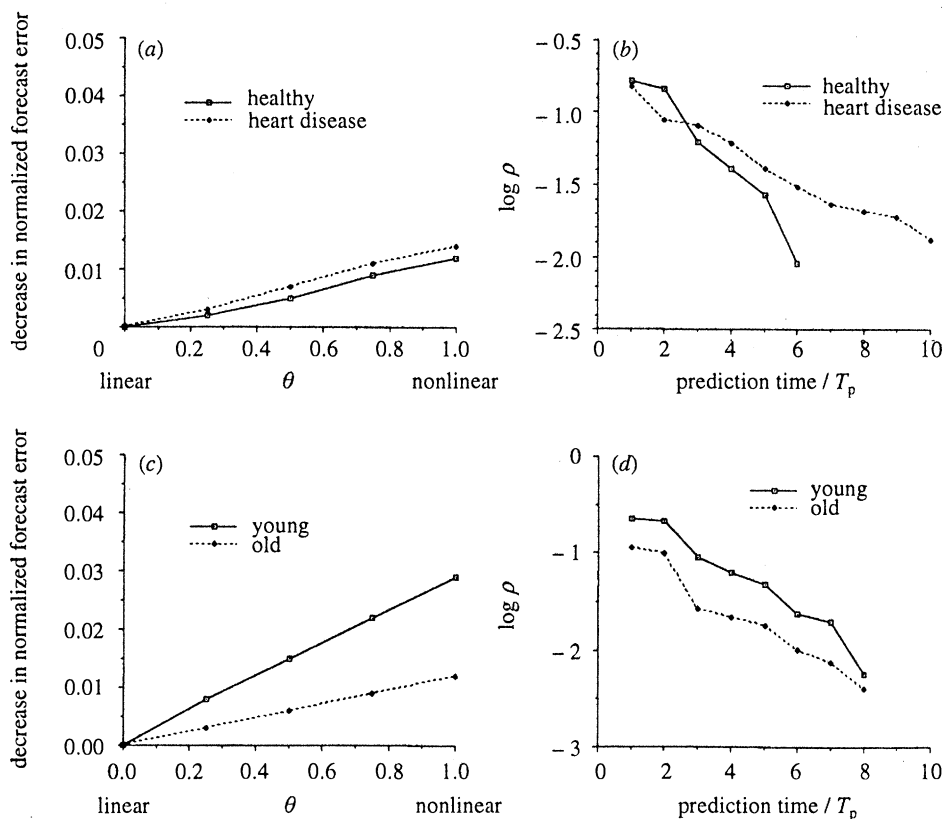 decrease in normalized forecast error
0.05
0.04
0.03
0.02
0.01
(a)
healthy
heart disease
0 0.2 0.4 0.6 0.8 1.0
linear θ nonlinear
log ρ
− 0.5
− 1.0
− 1.5
− 2.0
− 2.5
(b)
healthy
heart disease
0 2 4 6 8 10
prediction time / Tp
decrease in normalized forecast error
0.05
0.04
0.03
0.02
0.01
0.00
(c)
young
old
0.0 0.2 0.4 0.6 0.8 1.0
linear θ nonlinear
log ρ
0
− 1
− 2
− 3
(d)
young
old
0 2 4 6 8 10
prediction time / Tp